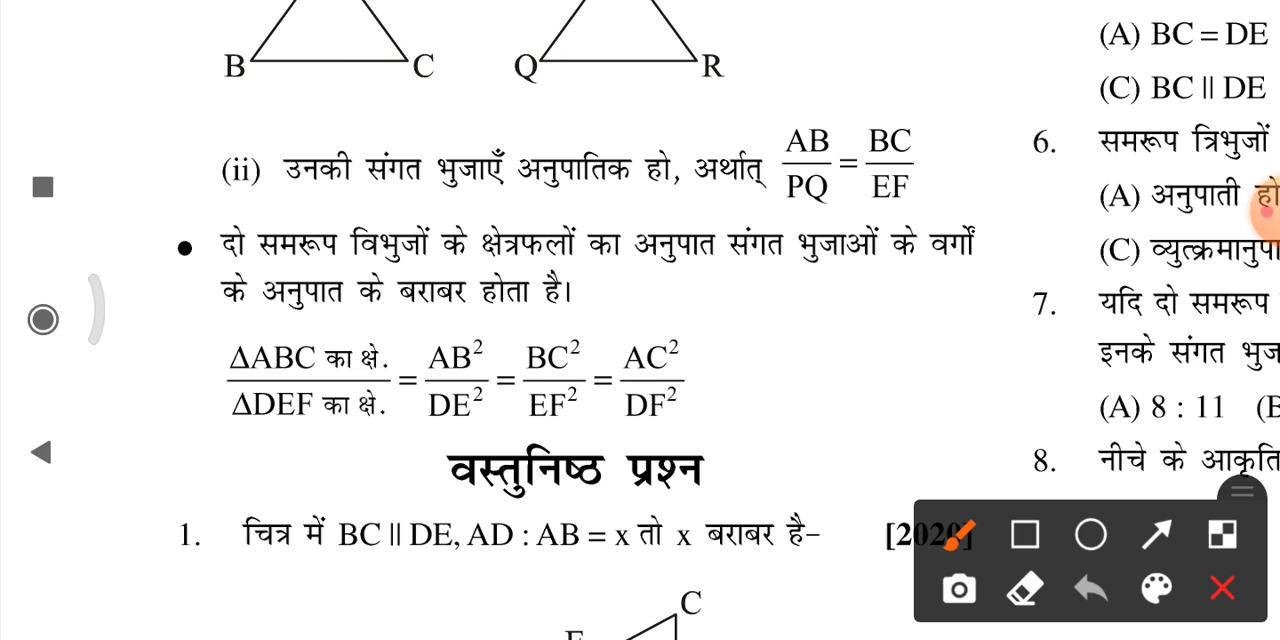 B C Q R
(ii) उनकी संगत भुजाएँ अनुपातिक हो, अर्थात् AB/PQ = BC/EF
• दो समरूप विभुजों के क्षेत्रफलों का अनुपात संगत भुजाओं के वर्गों
के अनुपात के बराबर होता है।
ΔABC का क्षे./ΔDEF का क्षे. = AB²/DE² = BC²/EF² = AC²/DF²
वस्तुनिष्ठ प्रश्न
1. चित्र में BC || DE, AD : AB = x तो x बराबर है– [2020]
C
(A) BC = DE
(C) BC || DE
6. समरूप त्रिभुजों
(A) अनुपाती
(C)
7. यदि दो समरूप
इनके संगत
(A) 8 : 11
8. नीचे के आकृति